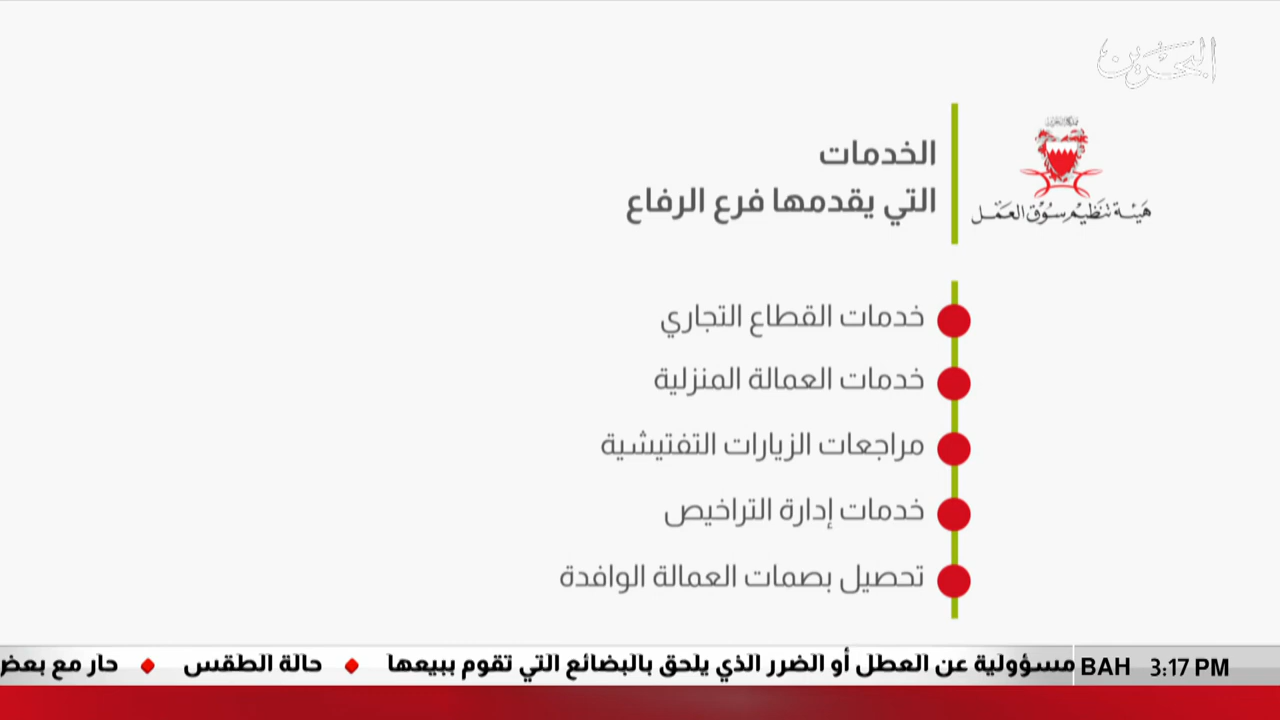 البحرين
مملكة البحرين
هيئة تنظيم سوق العمل
الخدمات
التي يقدمها فرع الرفاع
خدمات القطاع التجاري
خدمات العمالة المنزلية
مراجعات الزيارات التفتيشية
خدمات إدارة التراخيص
تحصيل بصمات العمالة الوافدة
BAH 3:17 PM
مسؤولية عن العطل أو الضرر الذي يلحق بالبضائع التي تقوم ببيعها ♦ حالة الطقس ♦ حار مع بعض